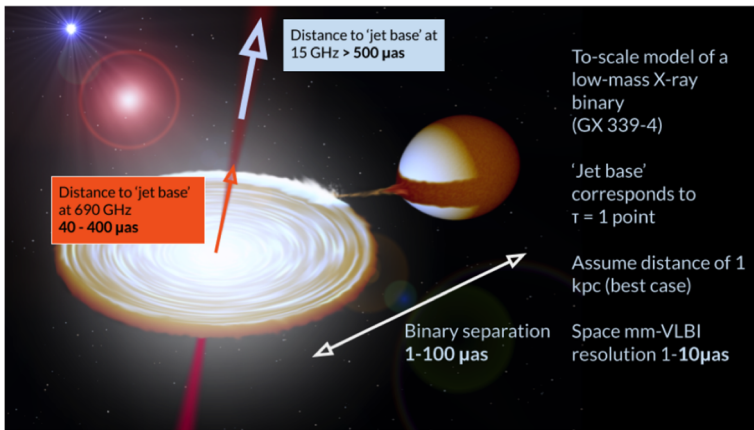 Distance to 'jet base' at
15 GHz > 500 μas
To-scale model of a
low-mass X-ray
binary
(GX 339-4)
Distance to 'jet base'
at 690 GHz
40 - 400 μas
'Jet base'
corresponds to
τ = 1 point
Assume distance of 1
kpc (best case)
Binary separation
1-100 μas
Space mm-VLBI
resolution 1-10μas